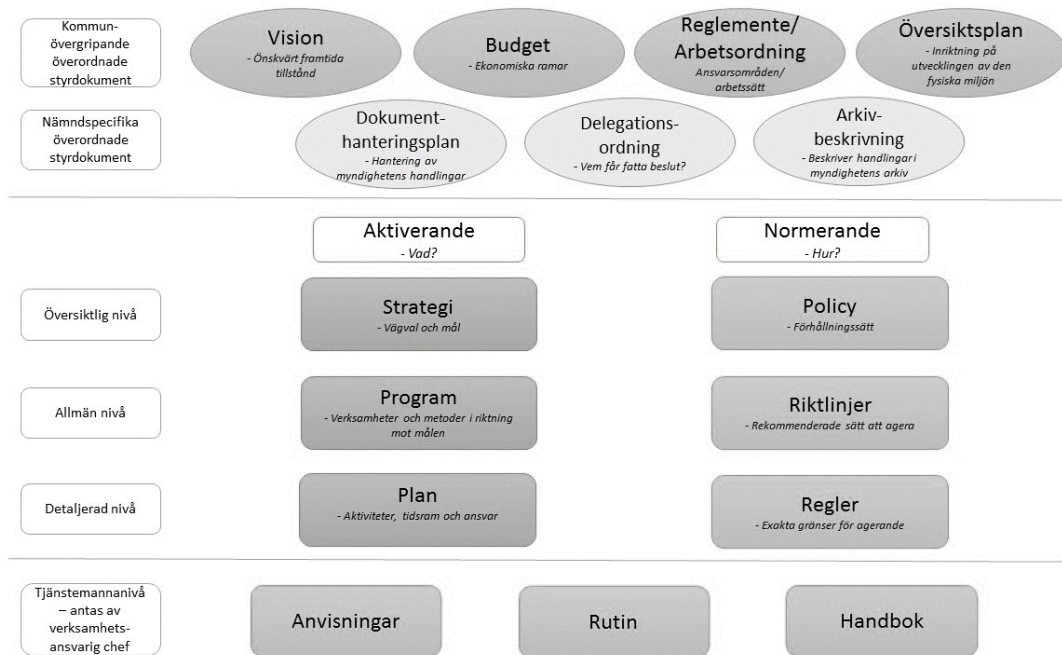 Kommun-
övergripande
överordnade
styrdokument
Vision
- Önskvärt framtida
tillstånd
Budget
- Ekonomiska ramar
Reglemente/
Arbetsordning
Ansvarsområden/
arbetssätt
Översiktsplan
- Inriktning på
utvecklingen av den
fysiska miljön
Nämndspecifika
överordnade
styrdokument
Dokument-
hanteringsplan
- Hantering av
myndighetens handlingar
Delegations-
ordning
- Vem får fatta beslut?
Arkiv-
beskrivning
- Beskriver handlingar i
myndighetens arkiv
Aktiverande
- Vad?
Normerande
- Hur?
Översiktlig nivå
Strategi
- Vägval och mål
Policy
- Förhållningssätt
Allmän nivå
Program
- Verksamheter och metoder i riktning
mot målen
Riktlinjer
- Rekommenderade sätt att agera
Detaljerad nivå
Plan
- Aktiviteter, tidsram och ansvar
Regler
- Exakta gränser för agerande
Tjänstemannanivå
– antas av
verksamhets-
ansvarig chef
Anvisningar
Rutin
Handbok